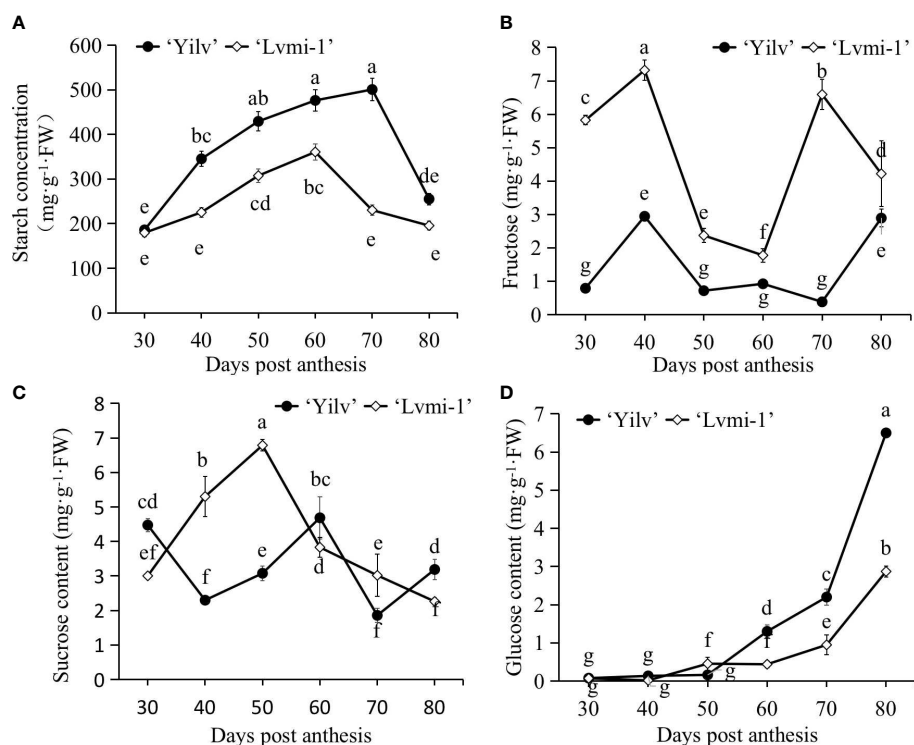 A
'Yilv' 'Lvmi-1'
Starch concentration
(mg·g⁻¹·FW)
600
500
400
300
200
100
0
e bc ab a a de
e e cd bc e e
30 40 50 60 70 80
Days post anthesis
B
'Yilv' 'Lvmi-1'
Fructose (mg·g⁻¹·FW)
8
7
6
5
4
3
2
1
0
c a e f b d
g e g g g e
30 40 50 60 70 80
Days post anthesis
C
'Yilv' 'Lvmi-1'
Sucrose content (mg·g⁻¹·FW)
8
7
6
5
4
3
2
1
0
cd b a bc e d
ef f e d f f
30 40 50 60 70 80
Days post anthesis
D
'Yilv' 'Lvmi-1'
Glucose content (mg·g⁻¹·FW)
7
6
5
4
3
2
1
0
g g f d c a
g g g f e b
30 40 50 60 70 80
Days post anthesis